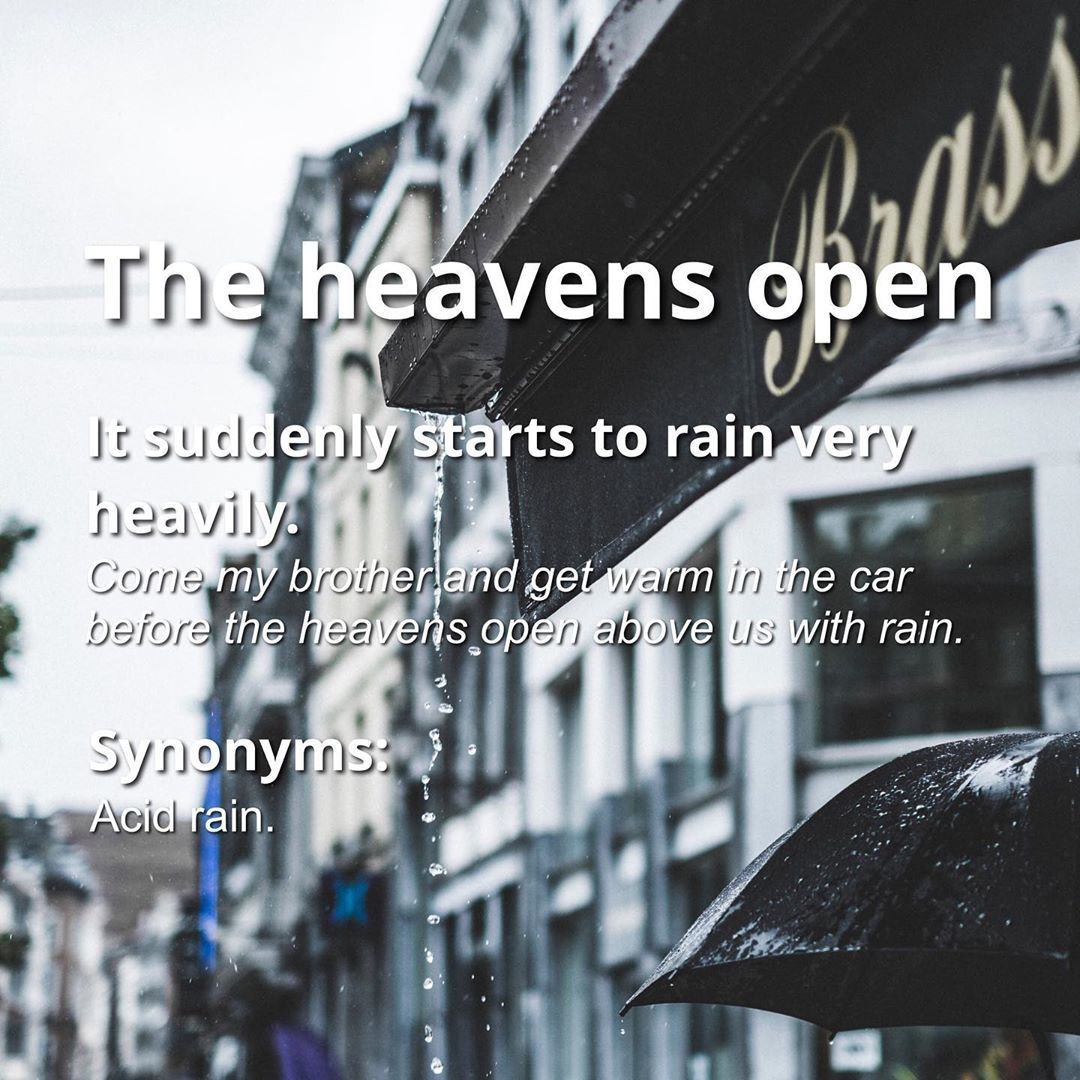 Brass
The heavens open
It suddenly starts to rain very
heavily.
Come my brother and get warm in the car
before the heavens open above us with rain.
Synonyms:
Acid rain.